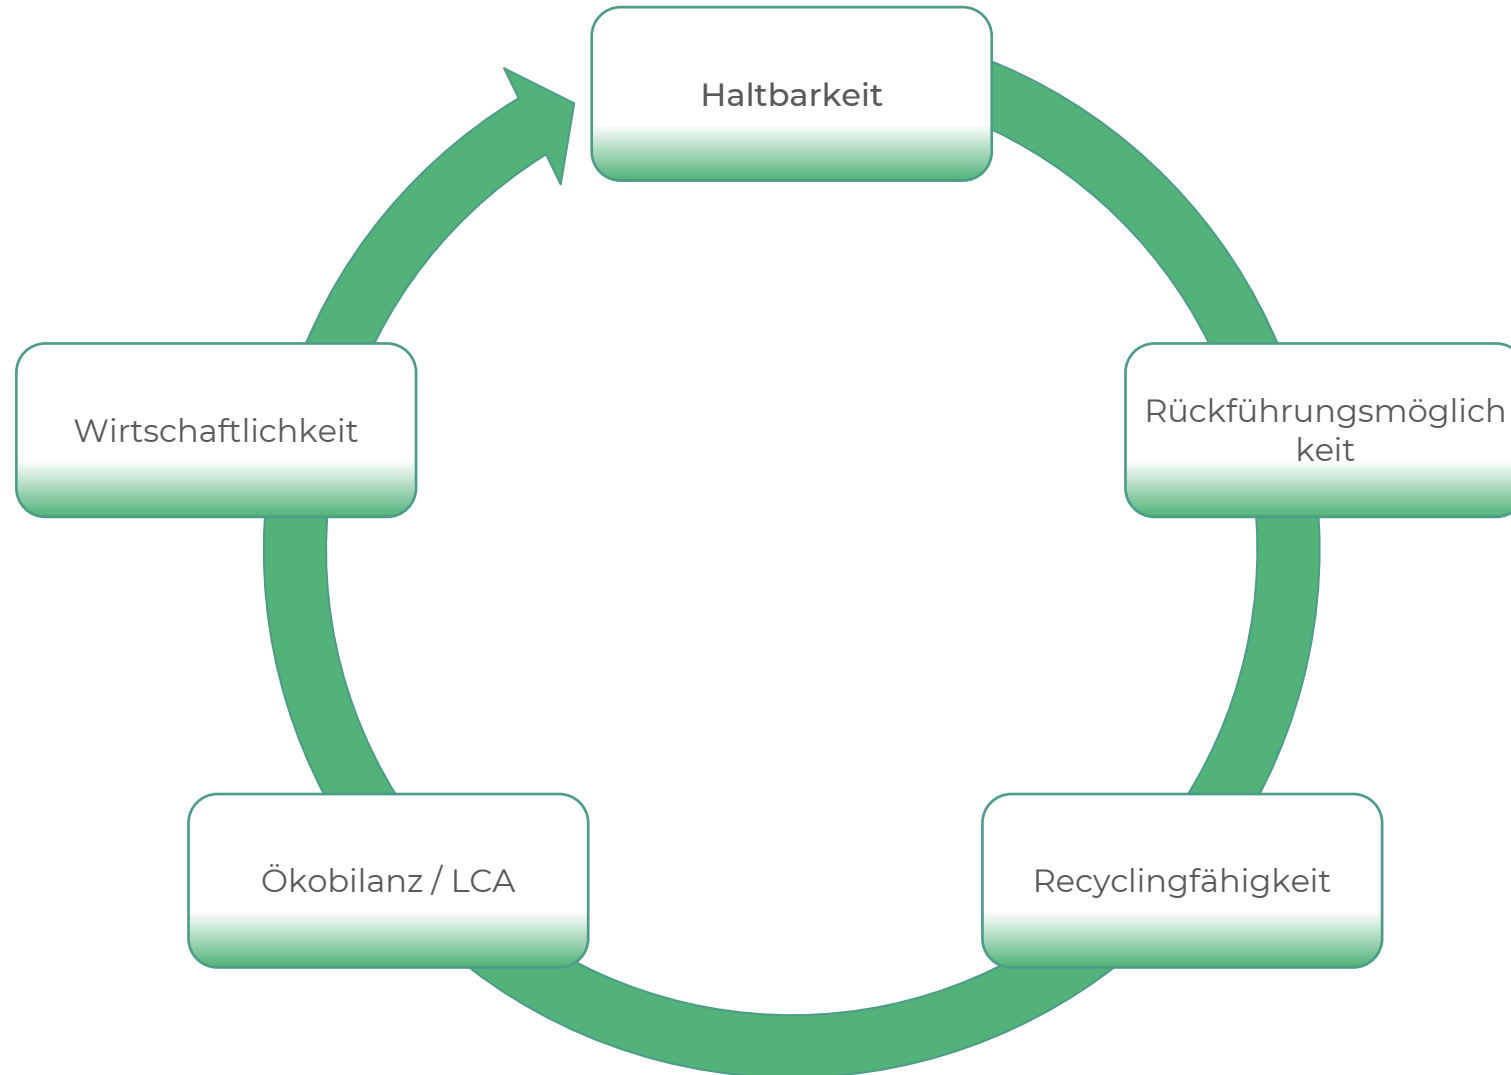 Haltbarkeit
Rückführungsmöglich
keit
Recyclingfähigkeit
Ökobilanz / LCA
Wirtschaftlichkeit